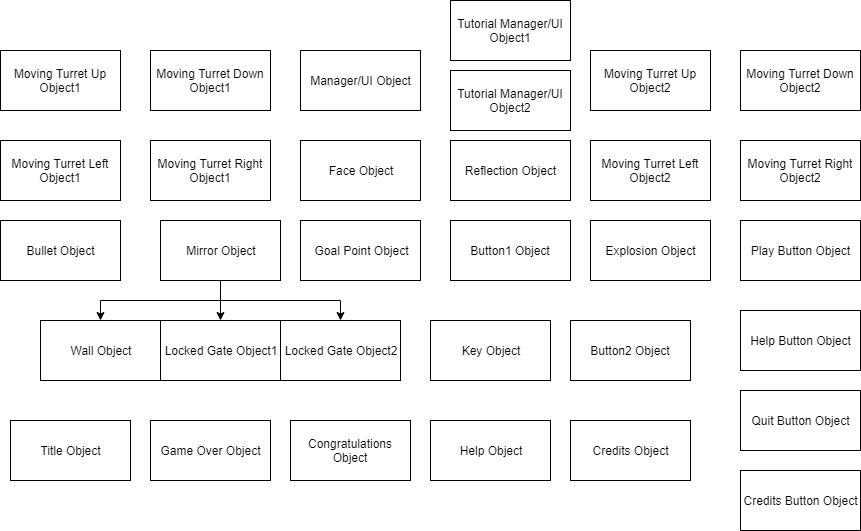 Tutorial Manager/UI
Object1
Moving Turret Up
Object1
Moving Turret Down
Object1
Manager/UI Object
Tutorial Manager/UI
Object2
Moving Turret Up
Object2
Moving Turret Down
Object2
Moving Turret Left
Object1
Moving Turret Right
Object1
Face Object
Reflection Object
Moving Turret Left
Object2
Moving Turret Right
Object2
Bullet Object
Mirror Object
Goal Point Object
Button1 Object
Explosion Object
Play Button Object
Wall Object
Locked Gate Object1
Locked Gate Object2
Key Object
Button2 Object
Help Button Object
Quit Button Object
Title Object
Game Over Object
Congratulations
Object
Help Object
Credits Object
Credits Button Object